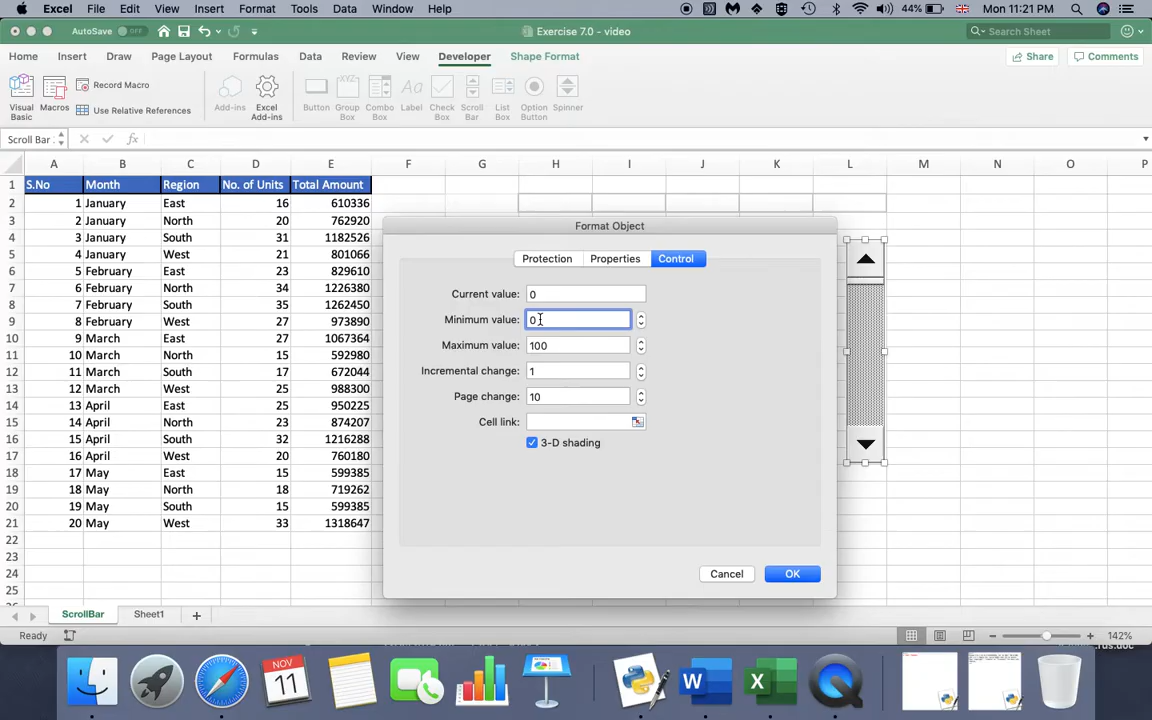 Excel File Edit View Insert Format Tools Data Window Help 44% Mon 11:21 PM
AutoSave OFF Exercise 7.0 - video Search Sheet
Home Insert Draw Page Layout Formulas Data Review View Developer Shape Format Share Comments
Visual Basic Macros Record Macro Use Relative References Add-ins Excel Add-ins Button Group Box Combo Box Label Check Box Scroll Bar List Box Option Button Spinner
XYZ Aa
Scroll Bar fx
A B C D E F G H I J K L M N O P
1 S.No Month Region No. of Units Total Amount
2 1 January East 16 610336
3 2 January North 20 762920
4 3 January South 31 1182526
5 4 January West 21 801066
6 5 February East 23 829610
7 6 February North 34 1226380
8 7 February South 35 1262450
9 8 February West 27 973890
10 9 March East 27 1067364
11 10 March North 15 592980
12 11 March South 17 672044
13 12 March West 25 988300
14 13 April East 25 950225
15 14 April North 23 874207
16 15 April South 32 1216288
17 16 April West 20 760180
18 17 May East 15 599385
19 18 May North 18 719262
20 19 May South 15 599385
21 20 May West 33 1318647
22
23
24
25
Format Object
Protection Properties Control
Current value: 0
Minimum value: 0
Maximum value: 100
Incremental change: 1
Page change: 10
Cell link:
3-D shading
Cancel OK
ScrollBar Sheet1
Ready 142%
rus.doc
NOV
11
W X